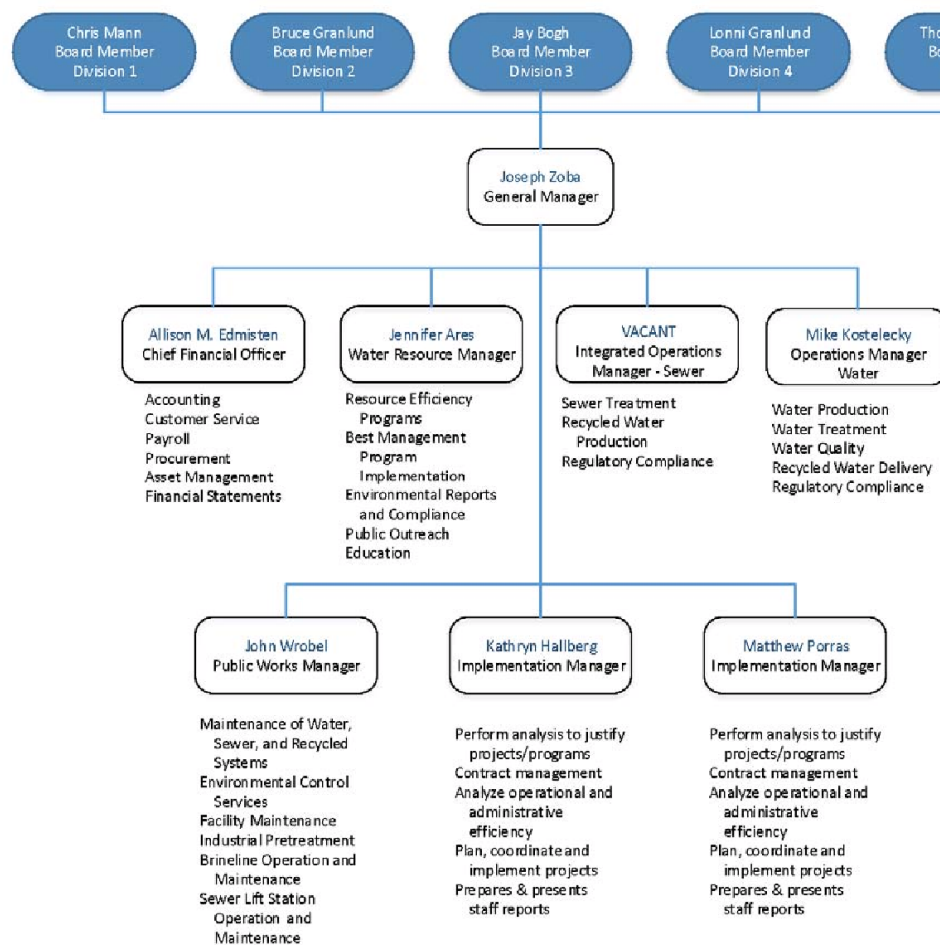 Chris Mann
Board Member
Division 1
Bruce Granlund
Board Member
Division 2
Jay Bogh
Board Member
Division 3
Lonni Granlund
Board Member
Division 4
Joseph Zoba
General Manager
Allison M. Edmisten
Chief Financial Officer
Accounting
Customer Service
Payroll
Procurement
Asset Management
Financial Statements
Jennifer Ares
Water Resource Manager
Resource Efficiency
Programs
Best Management
Program
Implementation
Environmental Reports
and Compliance
Public Outreach
Education
VACANT
Integrated Operations
Manager - Sewer
Sewer Treatment
Recycled Water
Production
Regulatory Compliance
Mike Kostelecky
Operations Manager
Water
Water Production
Water Treatment
Water Quality
Recycled Water Delivery
Regulatory Compliance
John Wrobel
Public Works Manager
Maintenance of Water,
Sewer, and Recycled
Systems
Environmental Control
Services
Facility Maintenance
Industrial Pretreatment
Brineline Operation and
Maintenance
Sewer Lift Station
Operation and
Maintenance
Kathryn Hallberg
Implementation Manager
Perform analysis to justify
projects/programs
Contract management
Analyze operational and
administrative
efficiency
Plan, coordinate and
implement projects
Prepares & presents
staff reports
Matthew Porras
Implementation Manager
Perform analysis to justify
projects/programs
Contract management
Analyze operational and
administrative
efficiency
Plan, coordinate and
implement projects
Prepares & presents
staff reports